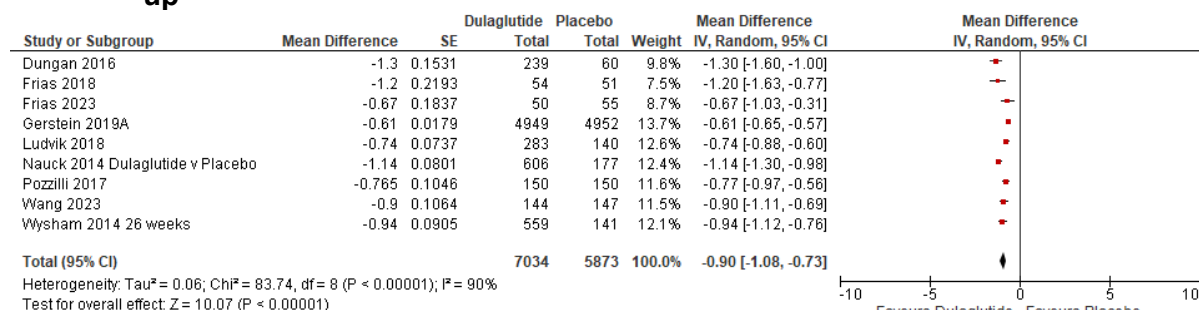 up
Dulaglutide Placebo Mean Difference Mean Difference
Study or Subgroup Mean Difference SE Total Total Weight IV, Random, 95% CI IV, Random, 95% CI
Dungan 2016 -1.3 0.1531 239 60 9.8% -1.30 [-1.60, -1.00]
Frias 2018 -1.2 0.2193 54 51 7.5% -1.20 [-1.63, -0.77]
Frias 2023 -0.67 0.1837 50 55 8.7% -0.67 [-1.03, -0.31]
Gerstein 2019A -0.61 0.0179 4949 4952 13.7% -0.61 [-0.65, -0.57]
Ludvik 2018 -0.74 0.0737 283 140 12.6% -0.74 [-0.88, -0.60]
Nauck 2014 Dulaglutide v Placebo -1.14 0.0801 606 177 12.4% -1.14 [-1.30, -0.98]
Pozzilli 2017 -0.765 0.1046 150 150 11.6% -0.77 [-0.97, -0.56]
Wang 2023 -0.9 0.1064 144 147 11.5% -0.90 [-1.11, -0.69]
Wysham 2014 26 weeks -0.94 0.0905 559 141 12.1% -0.94 [-1.12, -0.76]
Total (95% CI) 7034 5873 100.0% -0.90 [-1.08, -0.73]
Heterogeneity: Tau² = 0.06; Chi² = 83.74, df = 8 (P < 0.00001); I² = 90%
Test for overall effect: Z = 10.07 (P < 0.00001)
-10 -5 0 5 10
Favours Dulaglutide Favours Placebo